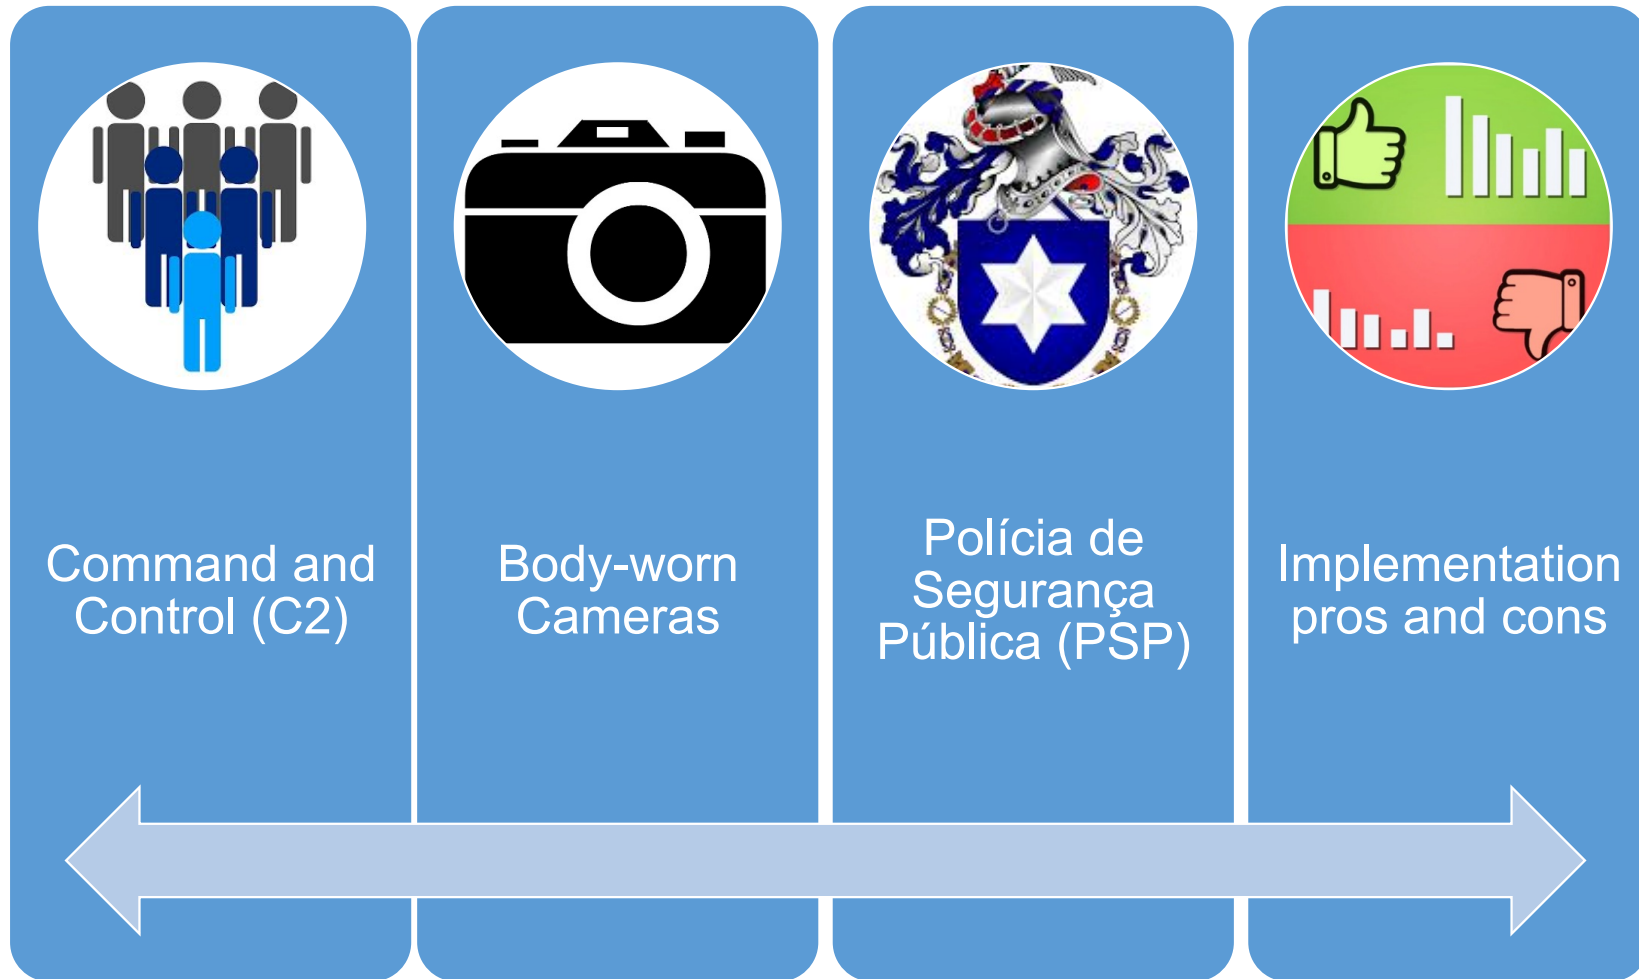 Command and
Control (C2)
Body-worn
Cameras
Polícia de
Segurança
Pública (PSP)
Implementation
pros and cons